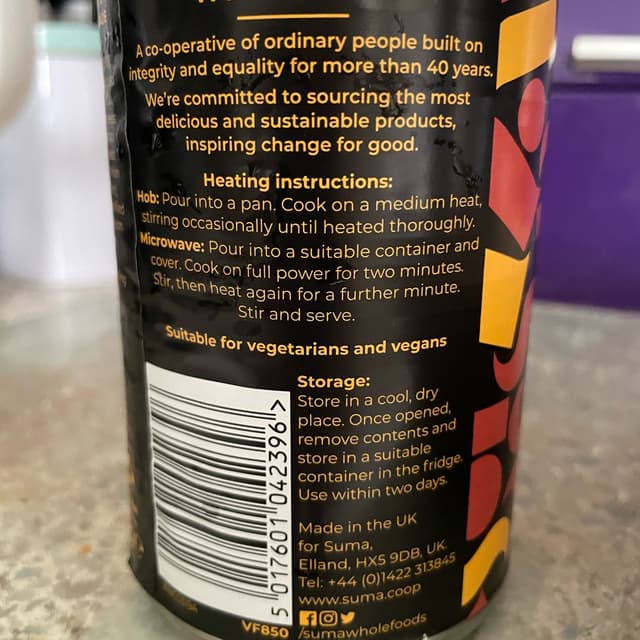 A co-operative of ordinary people built on
integrity and equality for more than 40 years.
We're committed to sourcing the most
delicious and sustainable products,
inspiring change for good.
Heating instructions:
Hob: Pour into a pan. Cook on a medium heat,
stirring occasionally until heated thoroughly.
Microwave: Pour into a suitable container and
cover. Cook on full power for two minutes.
Stir, then heat again for a further minute.
Stir and serve.
Suitable for vegetarians and vegans
Storage:
Store in a cool, dry
place. Once opened,
remove contents and
store in a suitable
container in the fridge.
Use within two days.
Made in the UK
for Suma,
Elland, HX5 9DB, UK
Tel: +44 (0)1422 313845
www.suma.coop
/sumawholefoods
5 017601 042396 >
VF850